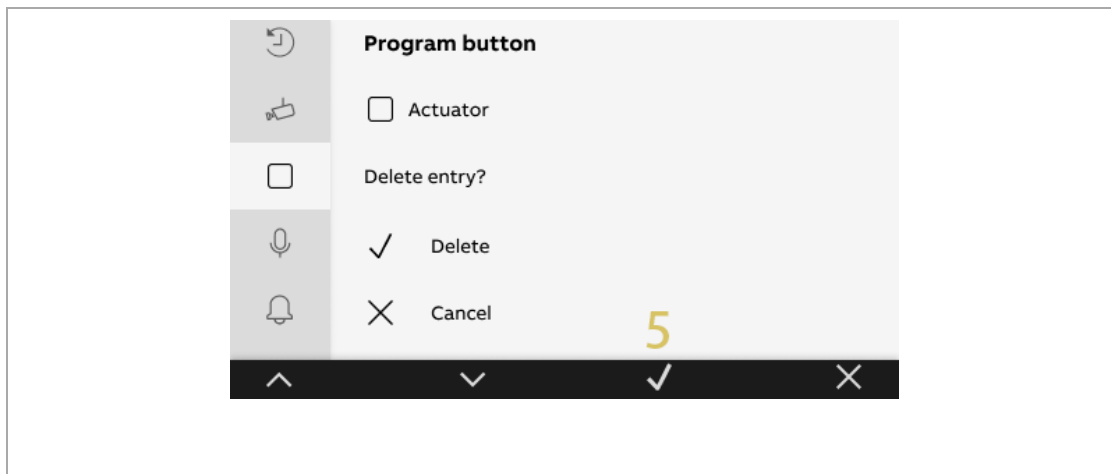 Program button
Actuator
Delete entry?
Delete
Cancel
5